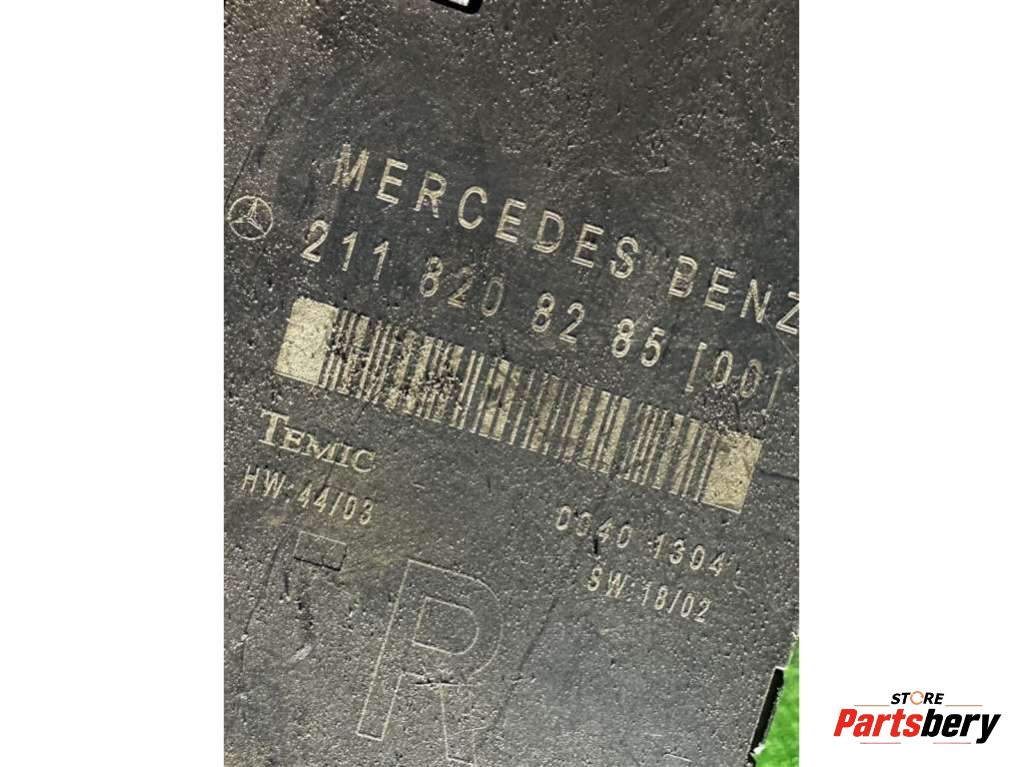 MERCEDES BENZ
211 820 82 85 [00]
TEMIC
HW:44/03
0040 1304
SW:18/02
R
STORE
Partsbery